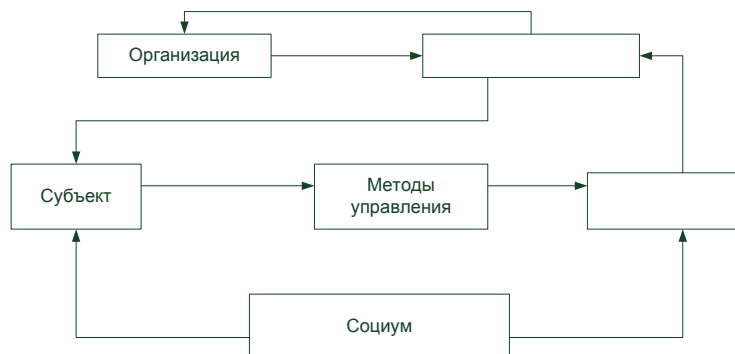 Организация
Субъект
Методы
управления
Социум